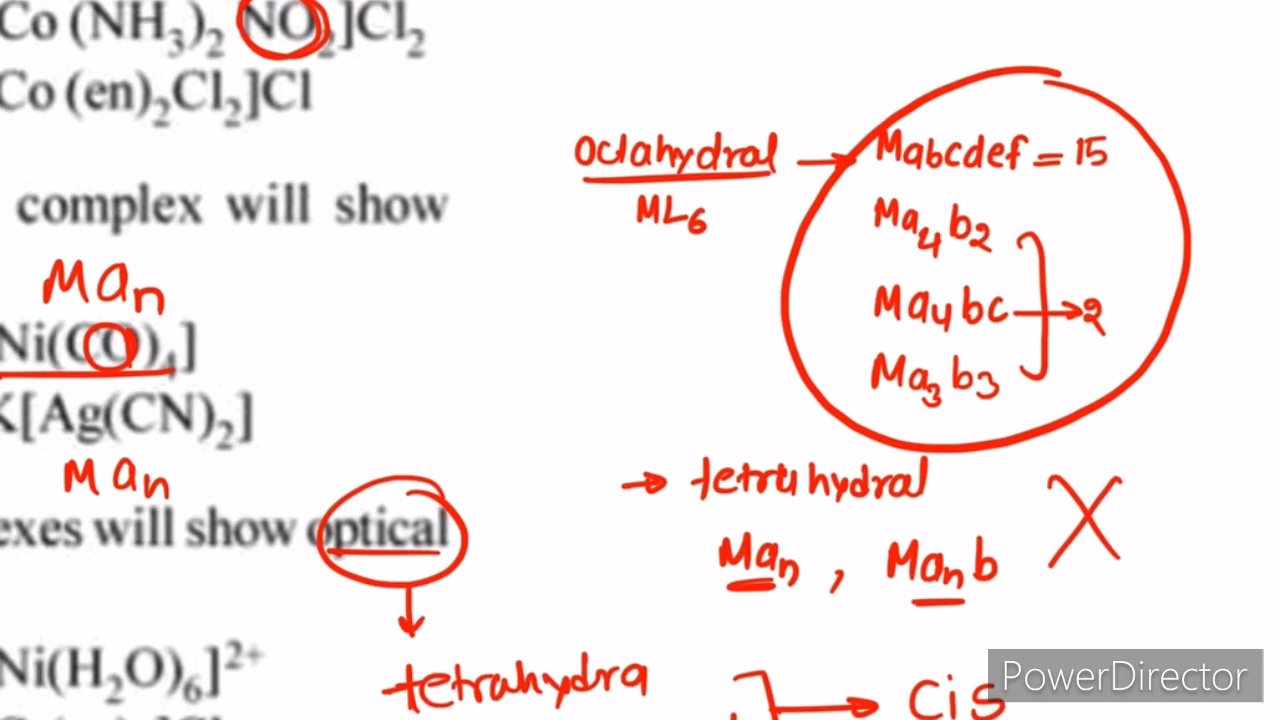 Co (NH₃)₂ NO₂]Cl₂
Co (en)₂Cl₂]Cl
octahydral → Mabcdef = 15
ML₆
Ma₄b₂
Ma₄bc → 2
Ma₃b₃
complex will show
Maₙ
Ni(CO)₄]
K[Ag(CN)₂]
Maₙ
→ tetrahydral
Maₙ , Maₙb
exes will show optical
Ni(H₂O)₆]²⁺
tetrahydra
→ Cis
PowerDirector